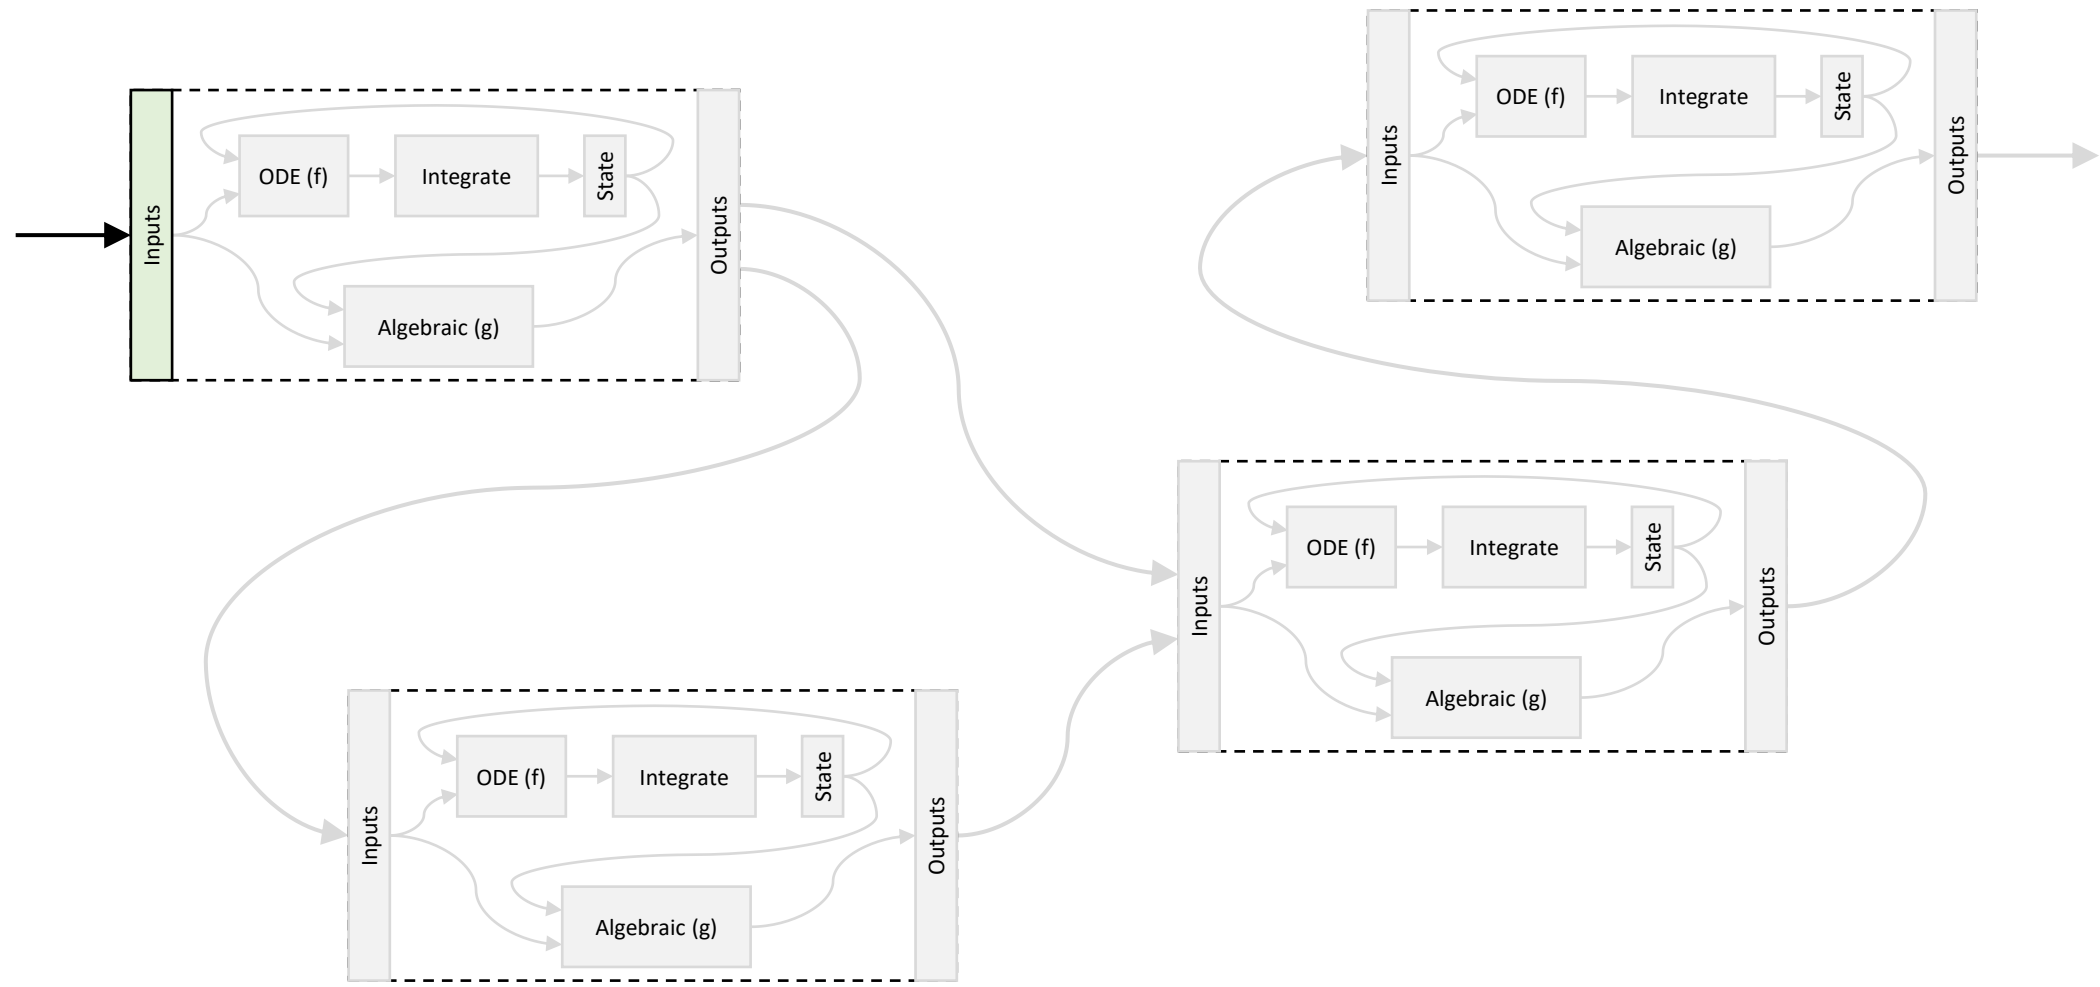 Inputs
ODE (f)
Integrate
State
Algebraic (g)
Outputs
Inputs
ODE (f)
Integrate
State
Algebraic (g)
Outputs
Inputs
ODE (f)
Integrate
State
Algebraic (g)
Outputs
Inputs
ODE (f)
Integrate
State
Algebraic (g)
Outputs